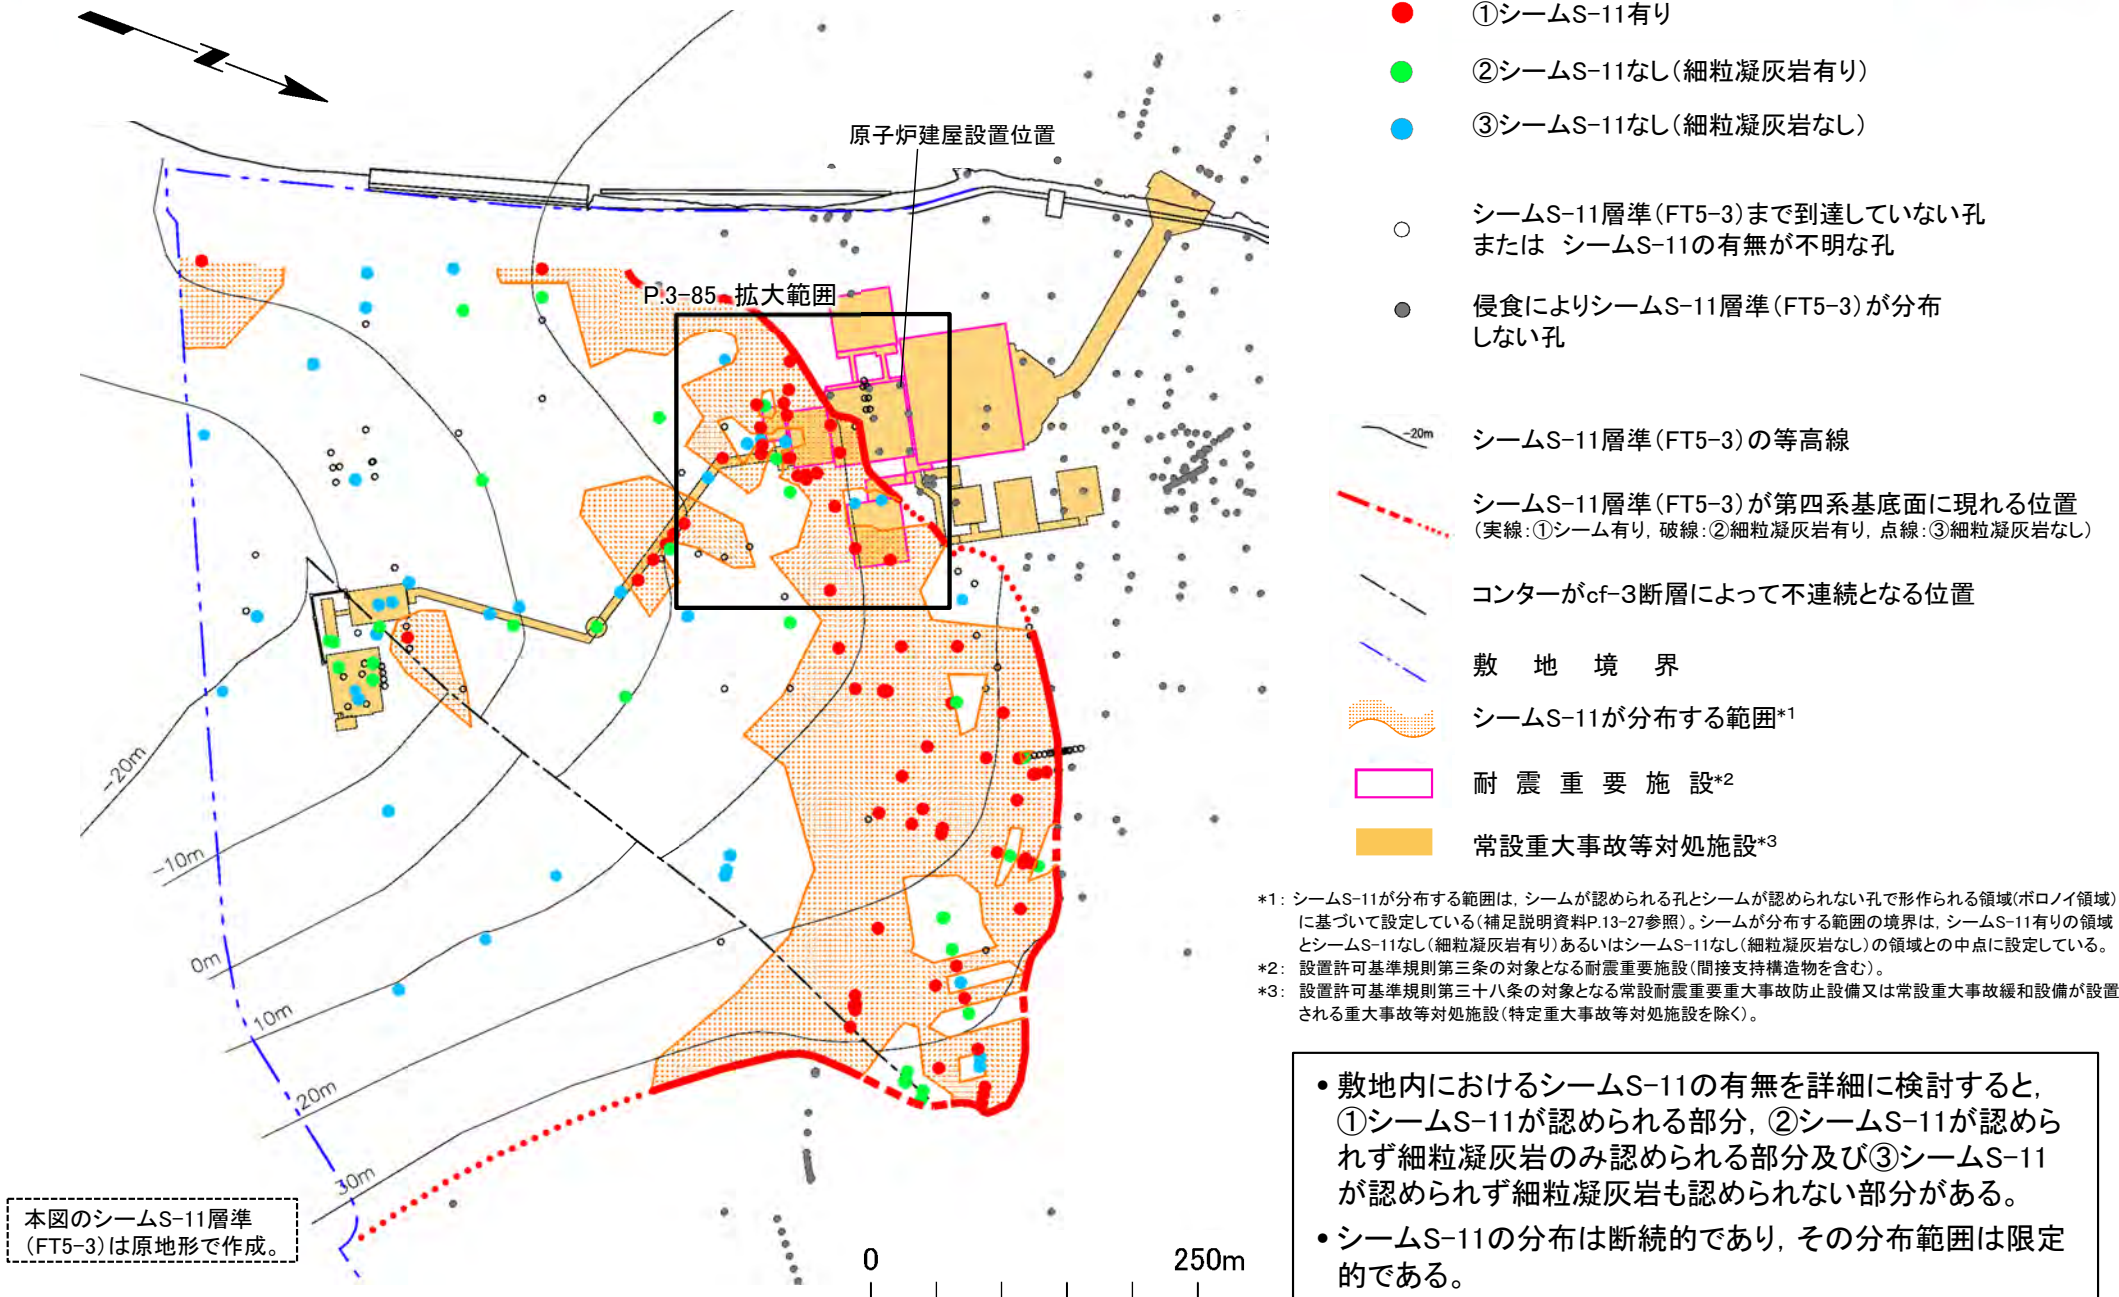 ①シームS-11有り
②シームS-11なし(細粒凝灰岩有り)
③シームS-11なし(細粒凝灰岩なし)
シームS-11層準(FT5-3)まで到達していない孔
または シームS-11の有無が不明な孔
侵食によりシームS-11層準(FT5-3)が分布
しない孔
-20m
シームS-11層準(FT5-3)の等高線
シームS-11層準(FT5-3)が第四系基底面に現れる位置
(実線:①シーム有り, 破線:②細粒凝灰岩有り, 点線:③細粒凝灰岩なし)
コンターがcf-3断層によって不連続となる位置
敷 地 境 界
シームS-11が分布する範囲*1
耐 震 重 要 施 設*2
常設重大事故等対処施設*3
*1: シームS-11が分布する範囲は, シームが認められる孔とシームが認められない孔で形作られる領域(ボロノイ領域)
に基づいて設定している(補足説明資料P.13-27参照)。シームが分布する範囲の境界は, シームS-11有りの領域
とシームS-11なし(細粒凝灰岩有り)あるいはシームS-11なし(細粒凝灰岩なし)の領域との中点に設定している。
*2: 設置許可基準規則第三条の対象となる耐震重要施設(間接支持構造物を含む)。
*3: 設置許可基準規則第三十八条の対象となる常設耐震重要重大事故防止設備又は常設重大事故緩和設備が設置
される重大事故等対処施設(特定重大事故等対処施設を除く)。
• 敷地内におけるシームS-11の有無を詳細に検討すると,
①シームS-11が認められる部分, ②シームS-11が認めら
れず細粒凝灰岩のみ認められる部分及び③シームS-11
が認められず細粒凝灰岩も認められない部分がある。
• シームS-11の分布は断続的であり, その分布範囲は限定
的である。
原子炉建屋設置位置
P.3-85 拡大範囲
-20m
-10m
0m
10m
20m
30m
本図のシームS-11層準
(FT5-3)は原地形で作成。
0
250m